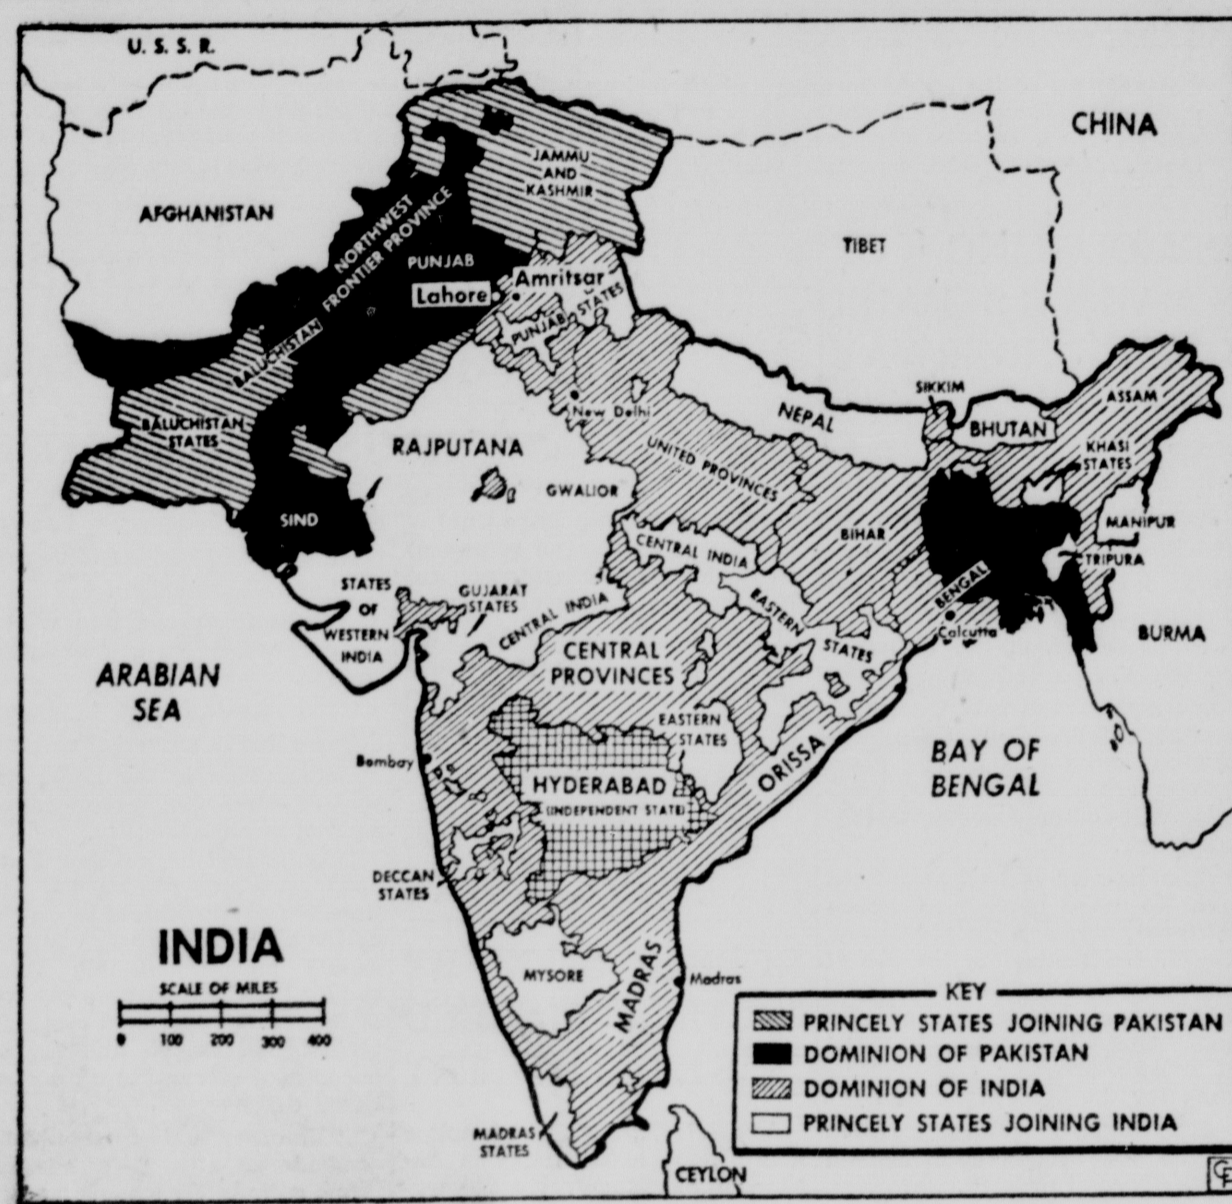 U. S. S. R.
CHINA
AFGHANISTAN
JAMMU
AND
KASHMIR
TIBET
NORTHWEST
FRONTIER PROVINCE
PUNJAB
Lahore
Amritsar
PUNJAB STATES
BALUCHISTAN
BALUCHISTAN
STATES
New Delhi
NEPAL
SIKKIM
BHUTAN
ASSAM
KHASI
STATES
RAJPUTANA
GWALIOR
UNITED PROVINCES
SIND
CENTRAL INDIA
BIHAR
MANIPUR
TRIPURA
BENGAL
Calcutta
BURMA
STATES
OF
WESTERN
INDIA
GUJARAT
STATES
CENTRAL INDIA
EASTERN
STATES
CENTRAL
PROVINCES
ARABIAN
SEA
EASTERN
STATES
ORISSA
BAY OF
BENGAL
Bombay
HYDERABAD
(INDEPENDENT STATE)
DECCAN
STATES
INDIA
SCALE OF MILES
0 100 200 300 400
MYSORE
MADRAS
Madras
MADRAS
STATES
CEYLON
KEY
PRINCELY STATES JOINING PAKISTAN
DOMINION OF PAKISTAN
DOMINION OF INDIA
PRINCELY STATES JOINING INDIA